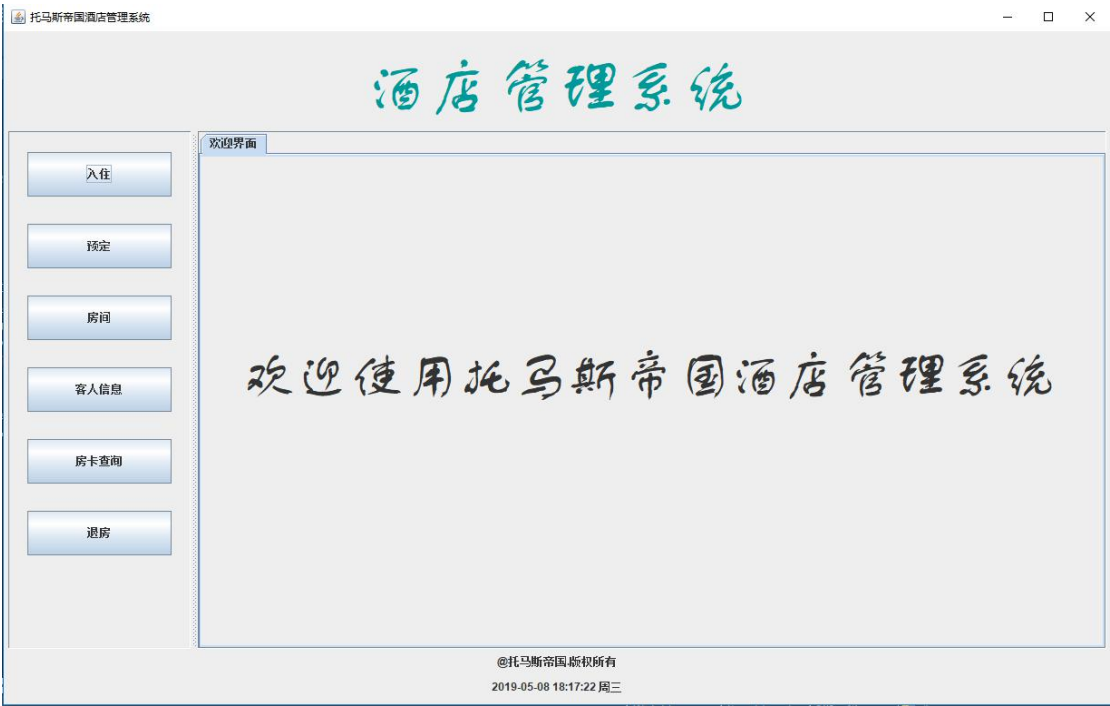 托马斯帝国酒店管理系统
酒店管理系统
欢迎界面
入住
预定
房间
客人信息
房卡查询
退房
欢迎使用托马斯帝国酒店管理系统
@托马斯帝国.版权所有
2019-05-08 18:17:22 周三